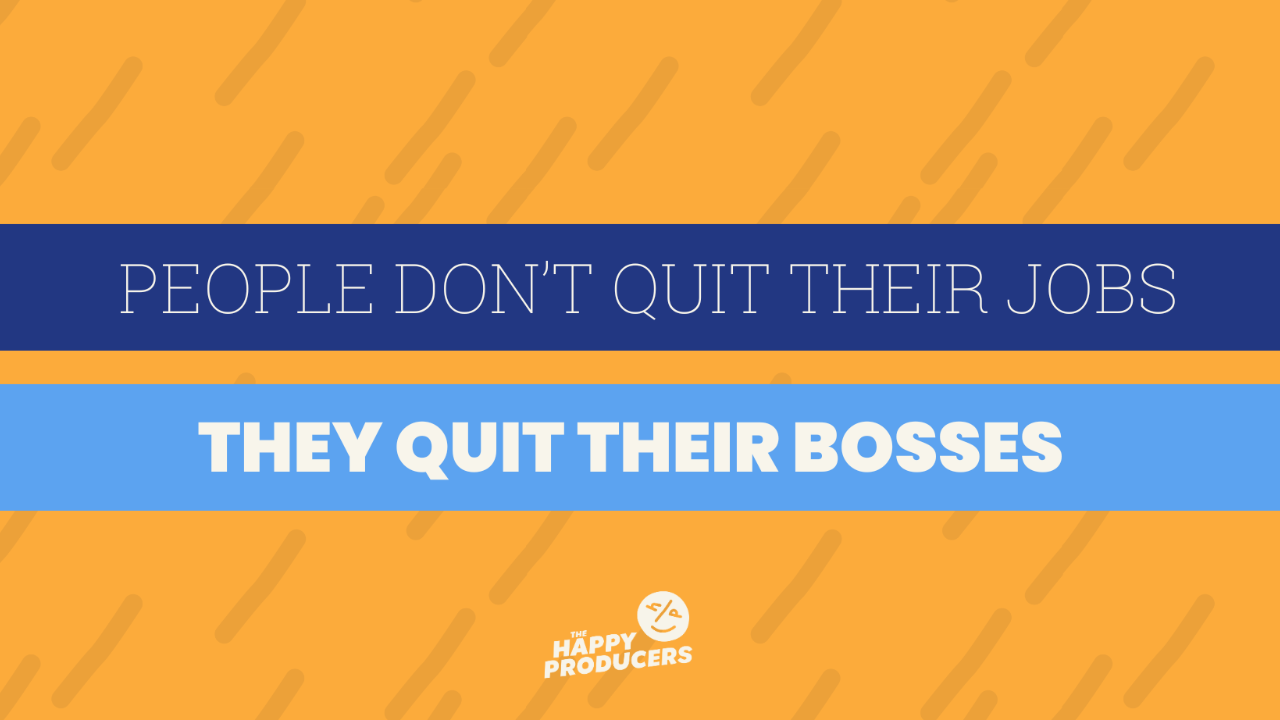 PEOPLE DON’T QUIT THEIR JOBS
THEY QUIT THEIR BOSSES
h/p
THE
HAPPY
PRODUCERS